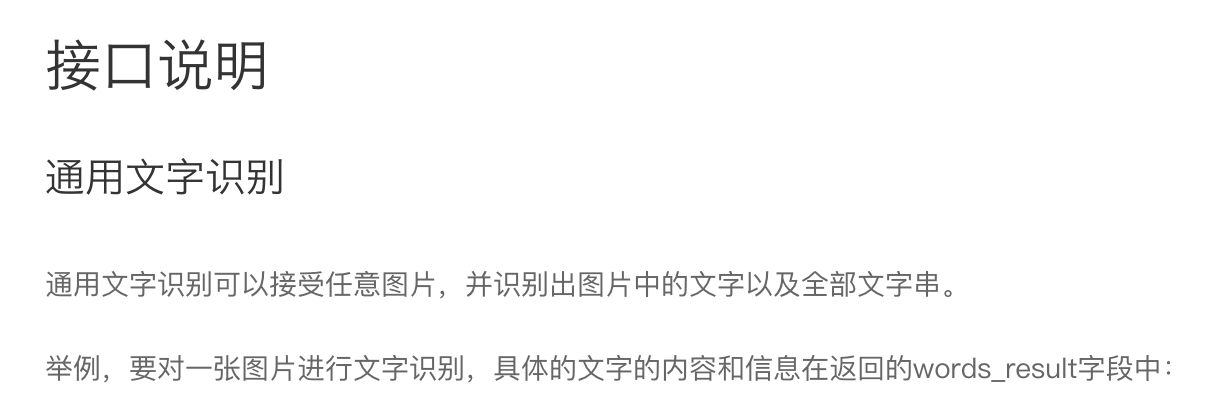 接口说明
通用文字识别
通用文字识别可以接受任意图片，并识别出图片中的文字以及全部文字串。
举例，要对一张图片进行文字识别，具体的文字的内容和信息在返回的words_result字段中：